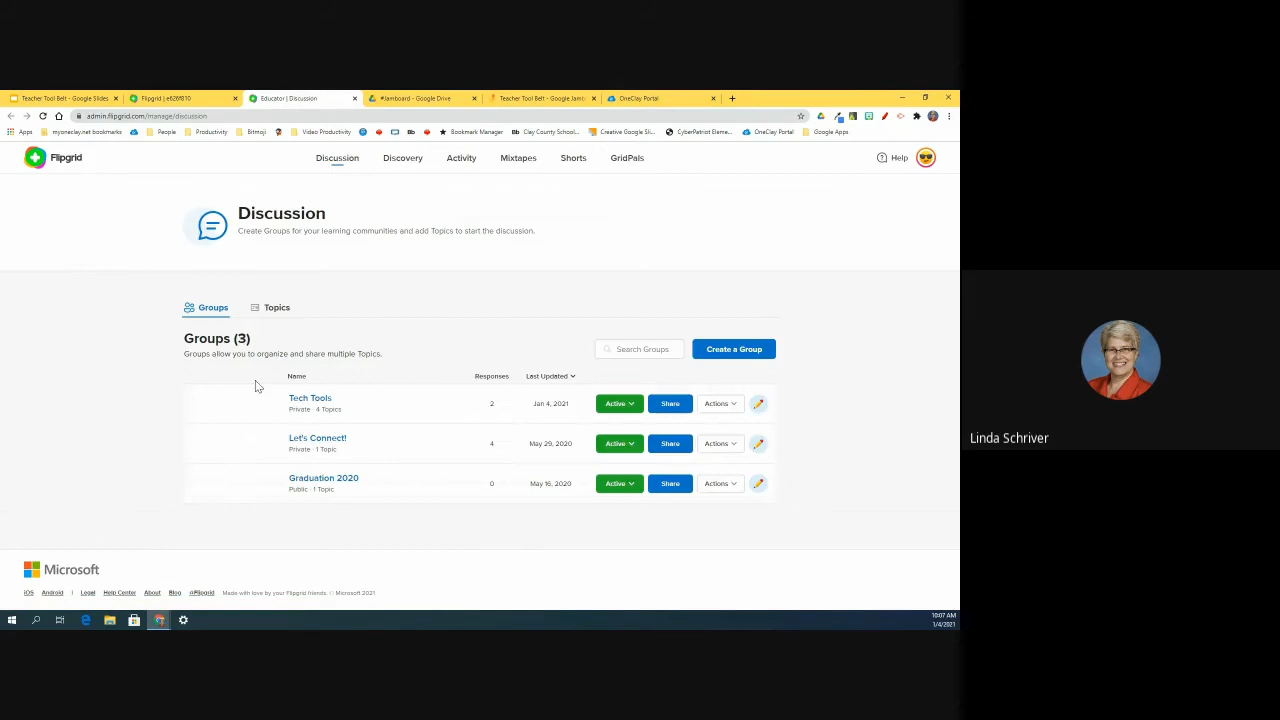 Teacher Tool Belt - Google Slides
Flipgrid | e626f810
Educator | Discussion
#Jamboard - Google Drive
Teacher Tool Belt - Google Jamb
OneClay Portal
admin.flipgrid.com/manage/discussion
Apps
myoneclay.net bookmarks
People
Productivity
Bitmoji
Video Productivity
Bookmark Manager
Clay County School...
Creative Google Sli...
CyberPatriot Eleme...
OneClay Portal
Google Apps
Flipgrid
Discussion
Discovery
Activity
Mixtapes
Shorts
GridPals
Help
Discussion
Create Groups for your learning communities and add Topics to start the discussion.
Groups
Topics
Groups (3)
Groups allow you to organize and share multiple Topics.
Search Groups
Create a Group
Name
Responses
Last Updated
Tech Tools
Private · 4 Topics
2
Jan 4, 2021
Active
Share
Actions
Let's Connect!
Private · 1 Topic
4
May 29, 2020
Active
Share
Actions
Graduation 2020
Public · 1 Topic
0
May 16, 2020
Active
Share
Actions
Microsoft
iOS
Android
|
Legal
Help Center
About
Blog
#Flipgrid
Made with love by your Flipgrid friends. © Microsoft 2021
10:07 AM
1/4/2021
Linda Schriver